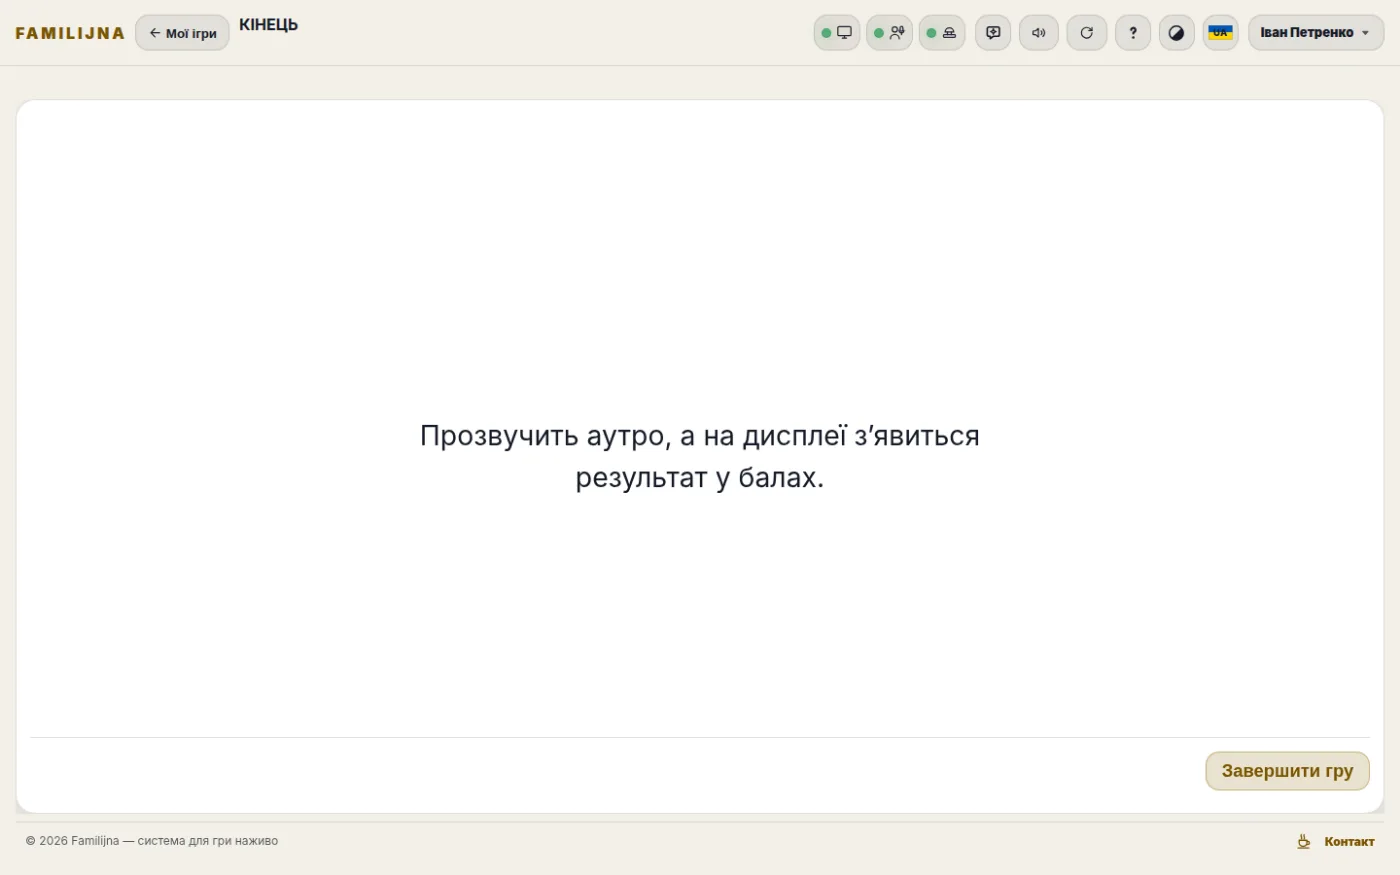 FAMILIJNA
← Мої ігри
КІНЕЦЬ
?
UA
Іван Петренко
Прозвучить аутро, а на дисплеї з’явиться
результат у балах.
Завершити гру
© 2026 Familijna — система для гри наживо
Контакт